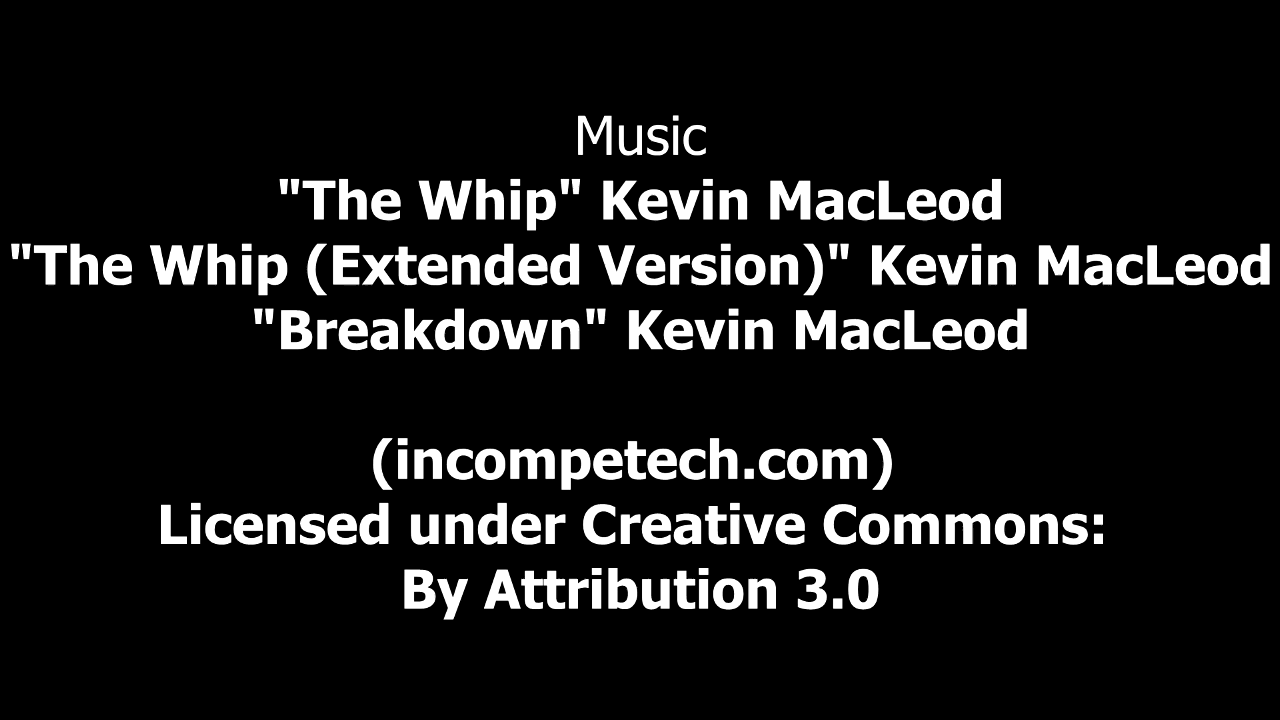 Music
"The Whip" Kevin MacLeod
"The Whip (Extended Version)" Kevin MacLeod
"Breakdown" Kevin MacLeod
(incompetech.com)
Licensed under Creative Commons:
By Attribution 3.0